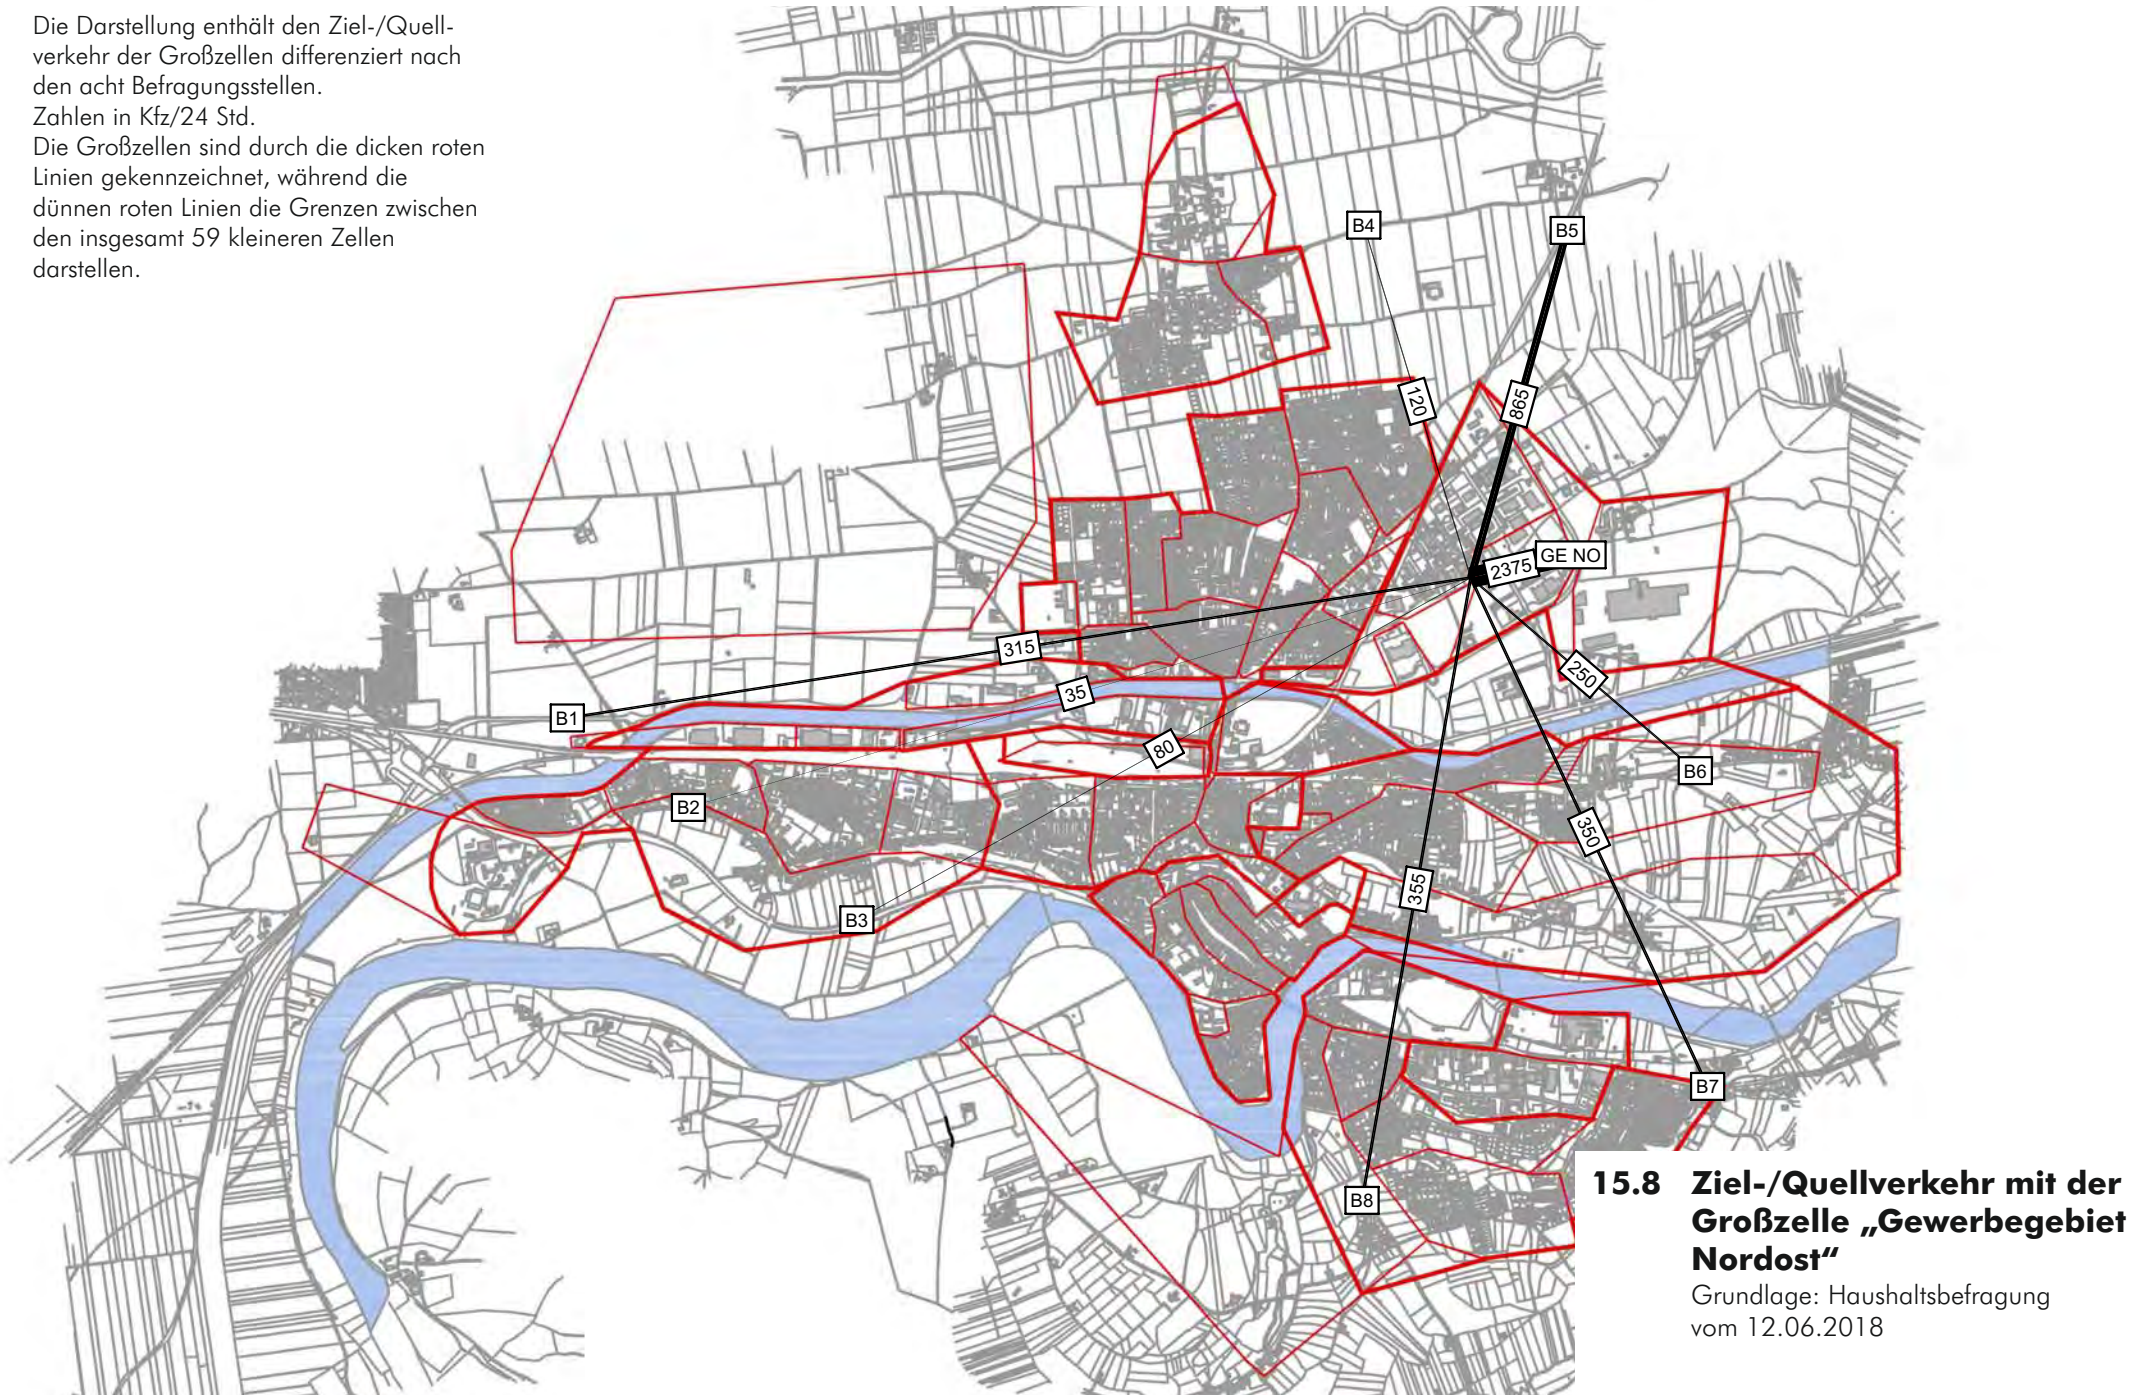 Die Darstellung enthält den Ziel-/Quell-
verkehr der Großzellen differenziert nach
den acht Befragungsstellen.
Zahlen in Kfz/24 Std.
Die Großzellen sind durch die dicken roten
Linien gekennzeichnet, während die
dünnen roten Linien die Grenzen zwischen
den insgesamt 59 kleineren Zellen
darstellen.
B4
B5
120
865
GE NO
2375
315
35
250
B1
80
B6
B2
350
355
B3
B7
B8
15.8 Ziel-/Quellverkehr mit der
Großzelle „Gewerbegebiet
Nordost“
Grundlage: Haushaltsbefragung
vom 12.06.2018